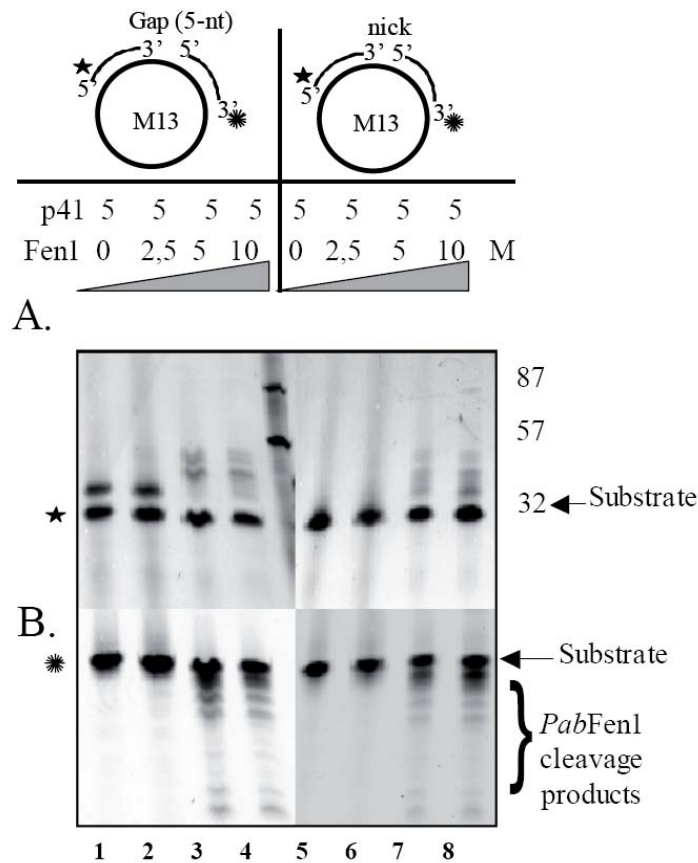 Gap (5-nt)
nick
3’ 5’
5’
3’
M13
3’ 5’
5’
3’
M13
p41 5 5 5 5 5 5 5 5
Fen1 0 2,5 5 10 0 2,5 5 10 M
A.
87
57
32 Substrate
B.
Substrate
PabFen1
cleavage
products
1 2 3 4 5 6 7 8